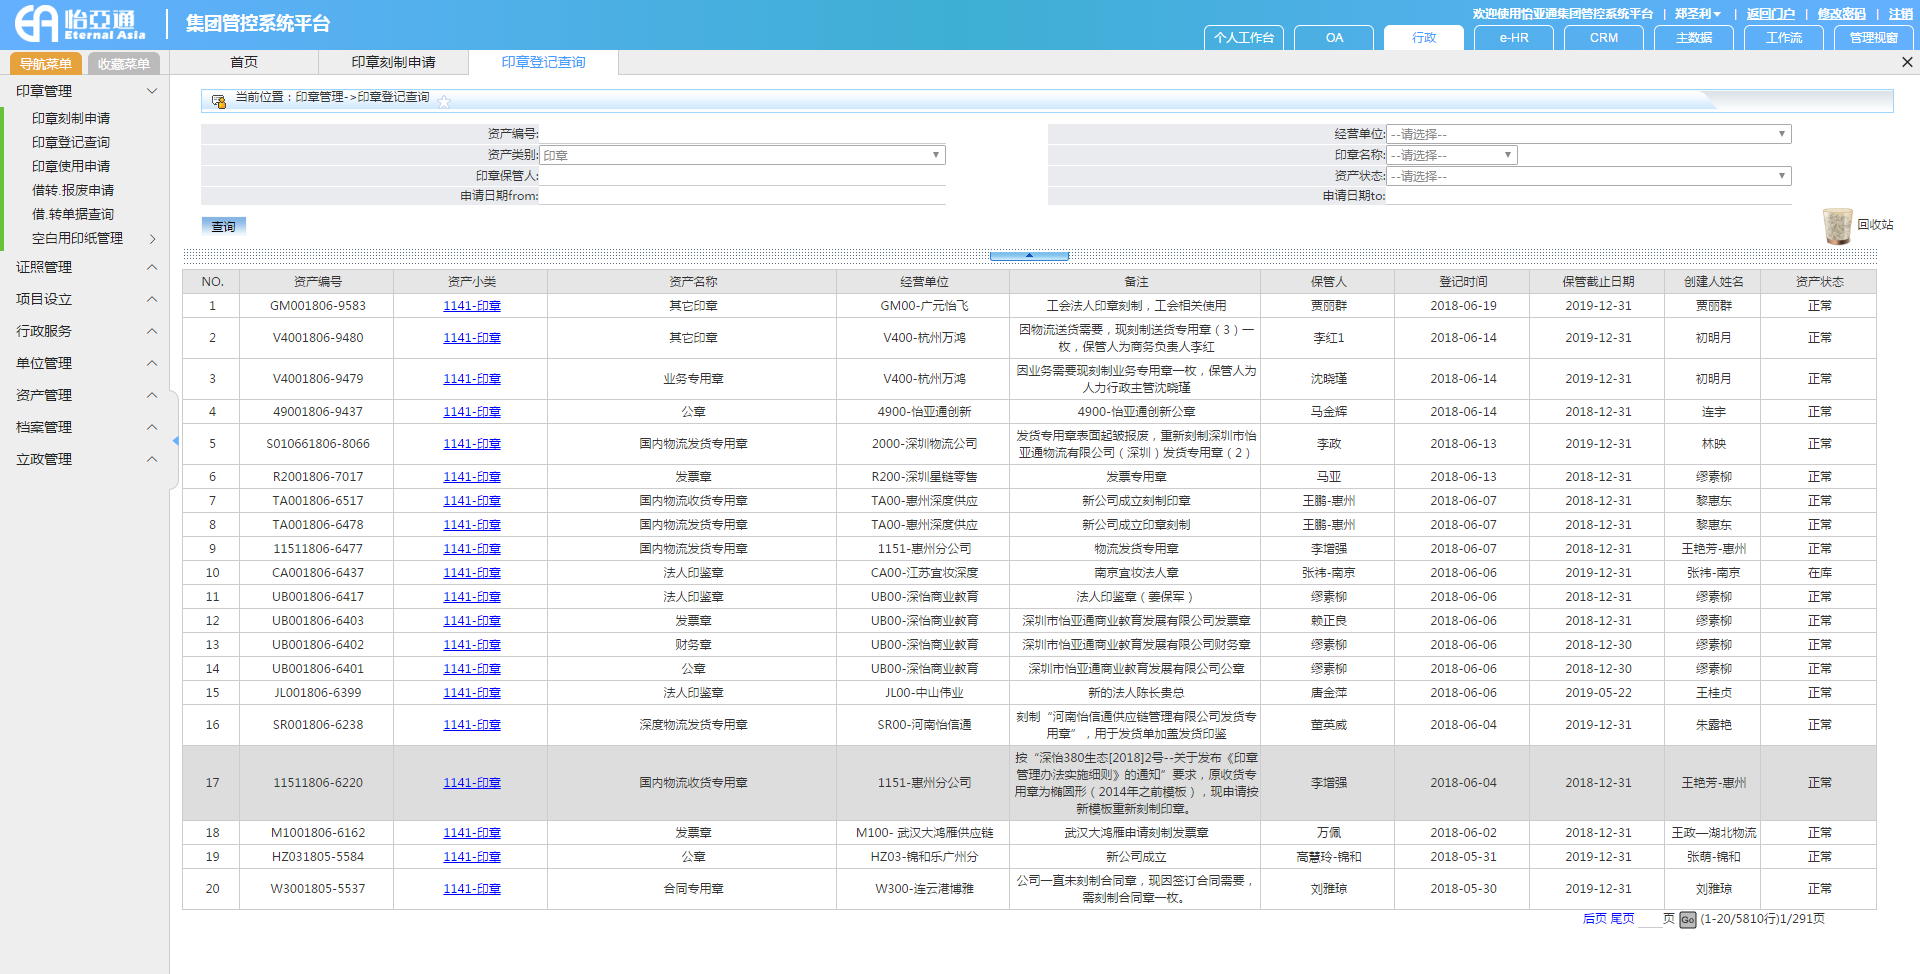 怡亞通
Eternal Asia
集团管控系统平台
欢迎使用怡亚通集团管控系统平台 | 郑圣利 | 返回门户 | 修改密码 | 注销
个人工作台 OA 行政 e-HR CRM 主数据 工作流 管理视窗
导航菜单 收藏菜单 首页 印章刻制申请 印章登记查询
印章管理
印章刻制申请
印章登记查询
印章使用申请
借转.报废申请
借.转单据查询
空白用印纸管理
证照管理
项目设立
行政服务
单位管理
资产管理
档案管理
立政管理
当前位置：印章管理->印章登记查询
资产编号: 经营单位: --请选择--
资产类别: 印章 印章名称: --请选择--
印章保管人: 资产状态: --请选择--
申请日期from: 申请日期to:
查询 回收站
NO. 资产编号 资产小类 资产名称 经营单位 备注 保管人 登记时间 保管截止日期 创建人姓名 资产状态
1 GM001806-9583 1141-印章 其它印章 GM00-广元怡飞 工会法人印章刻制，工会相关使用 贾丽群 2018-06-19 2019-12-31 贾丽群 正常
2 V4001806-9480 1141-印章 其它印章 V400-杭州万鸿 因物流送货需要，现刻制送货专用章（3）一枚，保管人为商务负责人李红 李红1 2018-06-14 2019-12-31 初明月 正常
3 V4001806-9479 1141-印章 业务专用章 V400-杭州万鸿 因业务需要现刻制业务专用章一枚，保管人为人力行政主管沈晓瑾 沈晓瑾 2018-06-14 2019-12-31 初明月 正常
4 49001806-9437 1141-印章 公章 4900-怡亚通创新 4900-怡亚通创新公章 马金辉 2018-06-14 2018-12-31 连宇 正常
5 S010661806-8066 1141-印章 国内物流发货专用章 2000-深圳物流公司 发货专用章表面起皱报废，重新刻制深圳市怡亚通物流有限公司（深圳）发货专用章（2） 李政 2018-06-13 2019-12-31 林映 正常
6 R2001806-7017 1141-印章 发票章 R200-深圳星链零售 发票专用章 马亚 2018-06-13 2019-12-31 缪素柳 正常
7 TA001806-6517 1141-印章 国内物流收货专用章 TA00-惠州深度供应 新公司成立刻制印章 王鹏-惠州 2018-06-07 2018-12-31 黎惠东 正常
8 TA001806-6478 1141-印章 国内物流发货专用章 TA00-惠州深度供应 新公司成立印章刻制 王鹏-惠州 2018-06-07 2018-12-31 黎惠东 正常
9 11511806-6477 1141-印章 国内物流发货专用章 1151-惠州分公司 物流发货专用章 李增强 2018-06-07 2018-12-31 王艳芳-惠州 正常
10 CA001806-6437 1141-印章 法人印鉴章 CA00-江苏宜妆深度 南京宜妆法人章 张祎-南京 2018-06-06 2019-12-31 张祎-南京 在库
11 UB001806-6417 1141-印章 法人印鉴章 UB00-深怡商业教育 法人印鉴章（姜保军） 缪素柳 2018-06-06 2018-12-31 缪素柳 正常
12 UB001806-6403 1141-印章 发票章 UB00-深怡商业教育 深圳市怡亚通商业教育发展有限公司发票章 赖正良 2018-06-06 2018-12-31 缪素柳 正常
13 UB001806-6402 1141-印章 财务章 UB00-深怡商业教育 深圳市怡亚通商业教育发展有限公司财务章 缪素柳 2018-06-06 2018-12-30 缪素柳 正常
14 UB001806-6401 1141-印章 公章 UB00-深怡商业教育 深圳市怡亚通商业教育发展有限公司公章 缪素柳 2018-06-06 2018-12-30 缪素柳 正常
15 JL001806-6399 1141-印章 法人印鉴章 JL00-中山伟业 新的法人陈长贵总 唐金萍 2018-06-06 2019-05-22 王桂贞 正常
16 SR001806-6238 1141-印章 深度物流发货专用章 SR00-河南怡信通 刻制“河南怡信通供应链管理有限公司发货专用章”，用于发货单加盖发货印鉴 董英威 2018-06-04 2019-12-31 朱露艳 正常
17 11511806-6220 1141-印章 国内物流收货专用章 1151-惠州分公司 按“深怡380生态[2018]2号--关于发布《印章管理办法实施细则》的通知”要求，原收货专用章为椭圆形（2014年之前模板），现申请按新模板重新刻制印章。 李增强 2018-06-04 2018-12-31 王艳芳-惠州 正常
18 M1001806-6162 1141-印章 发票章 M100- 武汉大鸿雁供应链 武汉大鸿雁申请刻制发票章 万佩 2018-06-02 2018-12-31 王政—湖北物流 正常
19 HZ031805-5584 1141-印章 公章 HZ03-锦和乐广州分 新公司成立 高慧玲-锦和 2018-05-31 2019-12-31 张萌-锦和 正常
20 W3001805-5537 1141-印章 合同专用章 W300-连云港博雅 公司一直未刻制合同章，现因签订合同需要，需刻制合同章一枚。 刘雅琼 2018-05-30 2019-12-31 刘雅琼 正常
后页 尾页 页 Go (1-20/5810行)1/291页